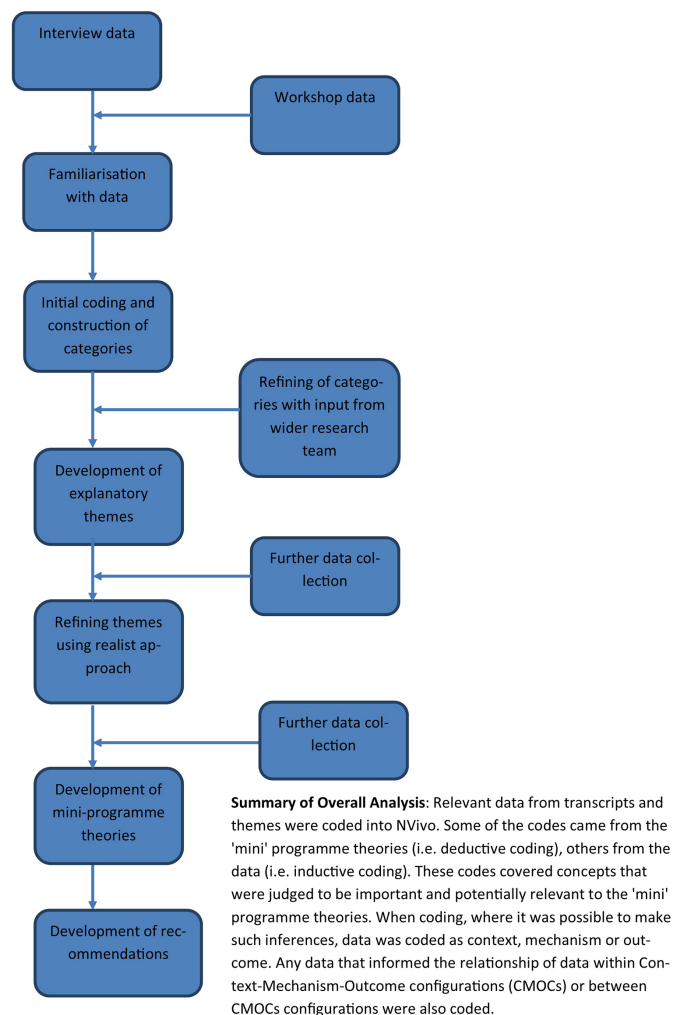 Interview data
Workshop data
Familiarisation
with data
Initial coding and
construction of
categories
Refining of catego-
ries with input from
wider research
team
Development of
explanatory
themes
Further data col-
lection
Refining themes
using realist ap-
proach
Further data col-
lection
Development of
mini-programme
theories
Development of rec-
ommendations
Summary of Overall Analysis: Relevant data from transcripts and
themes were coded into NVivo. Some of the codes came from the
'mini' programme theories (i.e. deductive coding), others from the
data (i.e. inductive coding). These codes covered concepts that
were judged to be important and potentially relevant to the 'mini'
programme theories. When coding, where it was possible to make
such inferences, data was coded as context, mechanism or out-
come. Any data that informed the relationship of data within Con-
text-Mechanism-Outcome configurations (CMOCs) or between
CMOCs configurations were also coded.